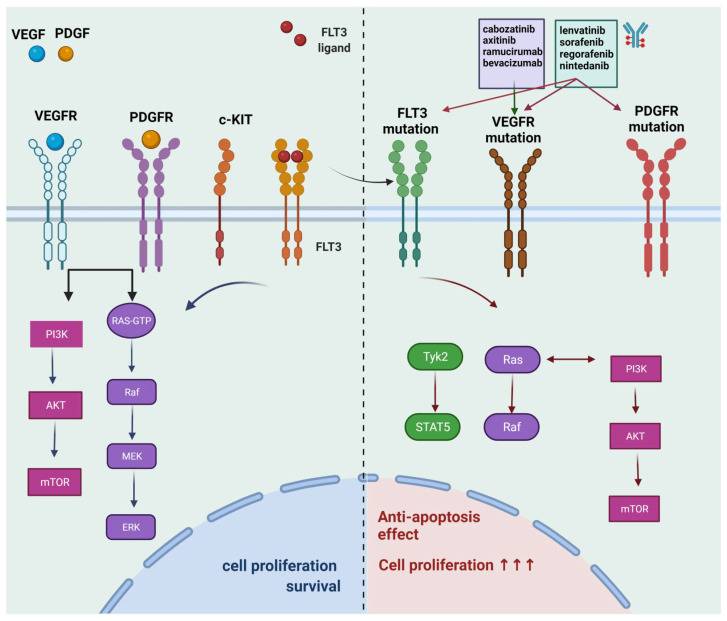 VEGF
PDGF
FLT3
ligand
cabozatinib
axitinib
ramucirumab
bevacizumab
lenvatinib
sorafenib
regorafenib
nintedanib
VEGFR
PDGFR
c-KIT
FLT3
FLT3
mutation
VEGFR
mutation
PDGFR
mutation
PI3K
AKT
mTOR
RAS-GTP
Raf
MEK
ERK
Tyk2
STAT5
Ras
Raf
PI3K
AKT
mTOR
cell proliferation
survival
Anti-apoptosis
effect
Cell proliferation ↑↑↑